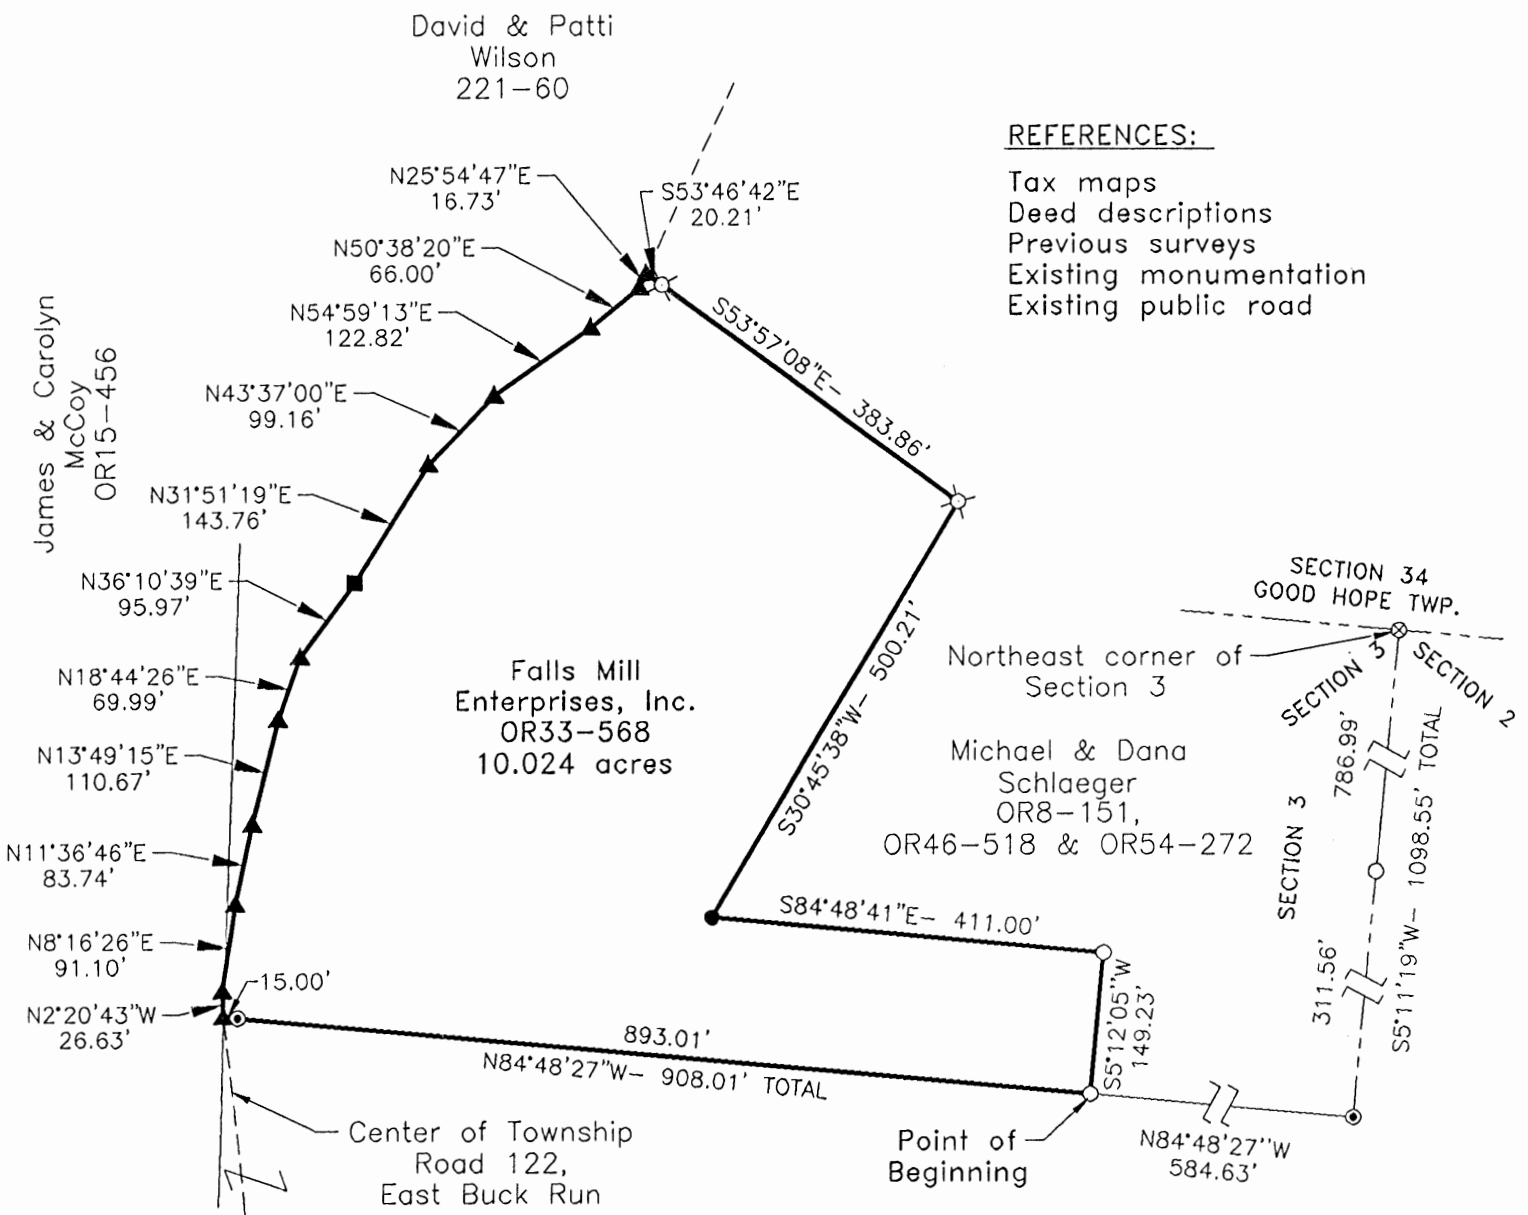 David & Patti
Wilson
221-60
REFERENCES:
Tax maps
Deed descriptions
Previous surveys
Existing monumentation
Existing public road
N25°54'47"E
16.73'
S53°46'42"E
20.21'
N50°38'20"E
66.00'
N54°59'13"E
122.82'
N43°37'00"E
99.16'
N31°51'19"E
143.76'
N36°10'39"E
95.97'
N18°44'26"E
69.99'
N13°49'15"E
110.67'
N11°36'46"E
83.74'
N8°16'26"E
91.10'
N2°20'43"W
26.63'
15.00'
James & Carolyn
McCoy
OR15-456
S53°57'08"E- 383.86'
S30°45'38"W- 500.21'
Falls Mill
Enterprises, Inc.
OR33-568
10.024 acres
S84°48'41"E- 411.00'
S5°12'05"W
149.23'
893.01'
N84°48'27"W- 908.01' TOTAL
Center of Township
Road 122,
East Buck Run
Point of
Beginning
N84°48'27"W
584.63'
SECTION 34
GOOD HOPE TWP.
Northeast corner of
Section 3
SECTION 3
SECTION 2
Michael & Dana
Schlaeger
OR8-151,
OR46-518 & OR54-272
SECTION 3
786.99'
311.56'
S5°11'19"W- 1098.55' TOTAL